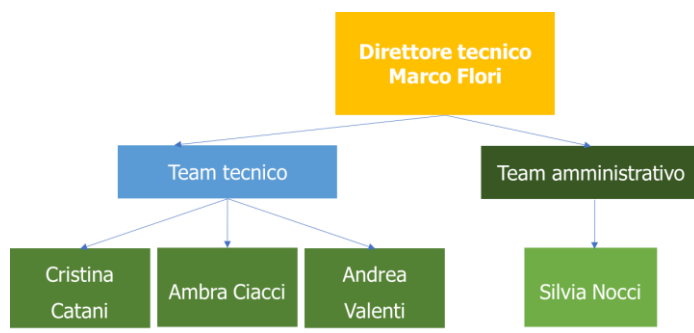 Direttore tecnico
Marco Flori
Team tecnico
Team amministrativo
Cristina
Catani
Ambra Ciacci
Andrea
Valenti
Silvia Nocci